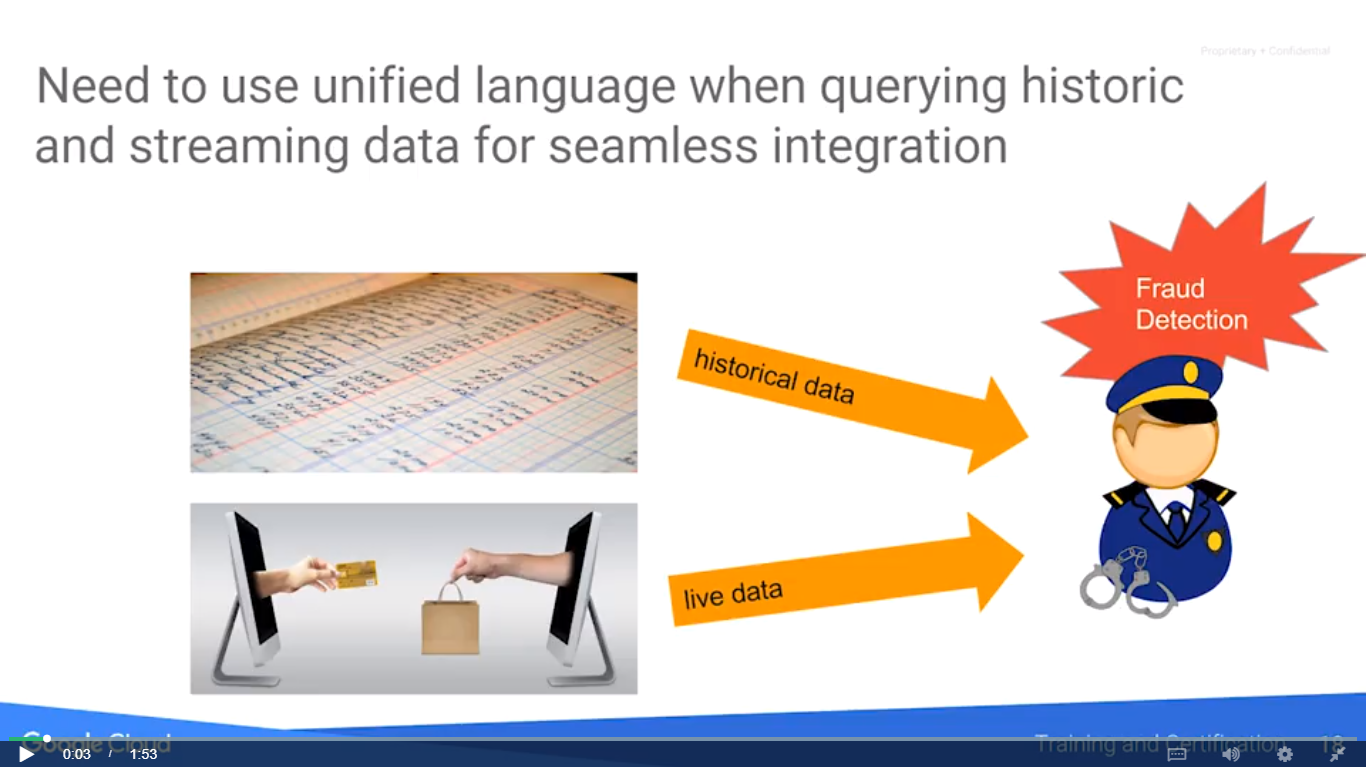 Proprietary + Confidential
Need to use unified language when querying historic
and streaming data for seamless integration
Fraud
Detection
historical data
live data
Google Cloud
Training and Certification 18
0:03 / 1:53